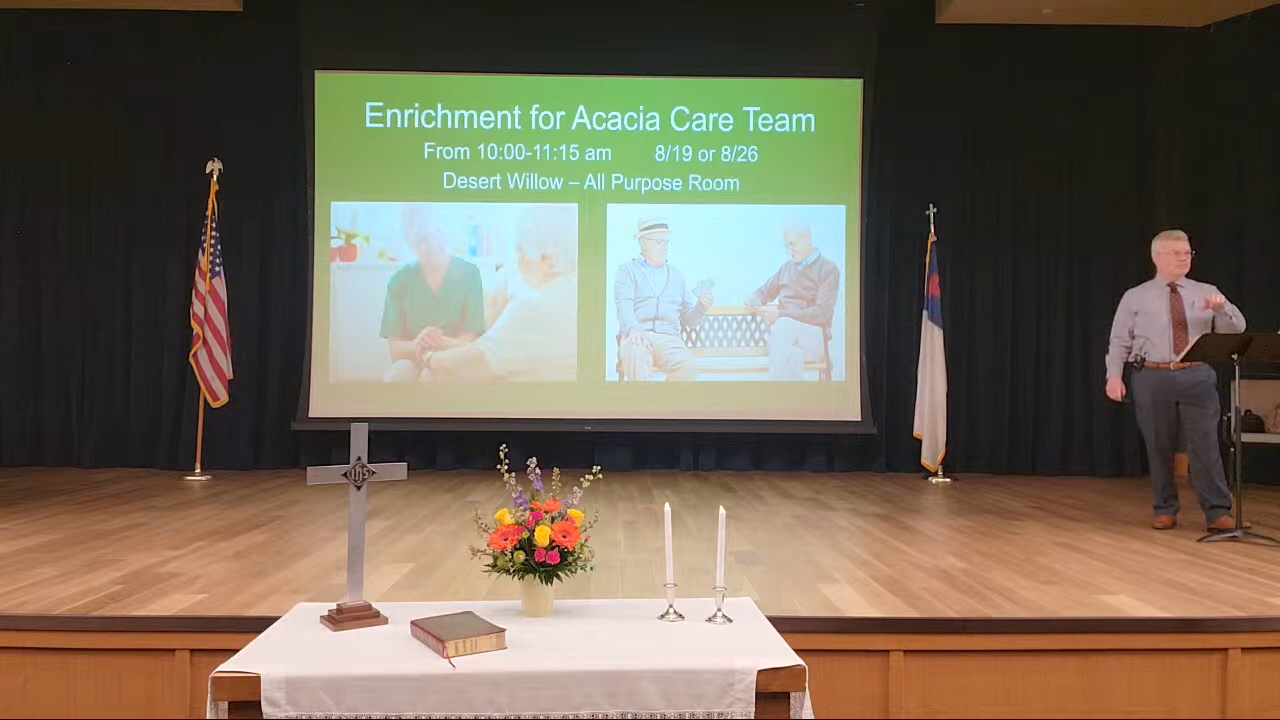 Enrichment for Acacia Care Team
From 10:00-11:15 am 8/19 or 8/26
Desert Willow – All Purpose Room
IHS